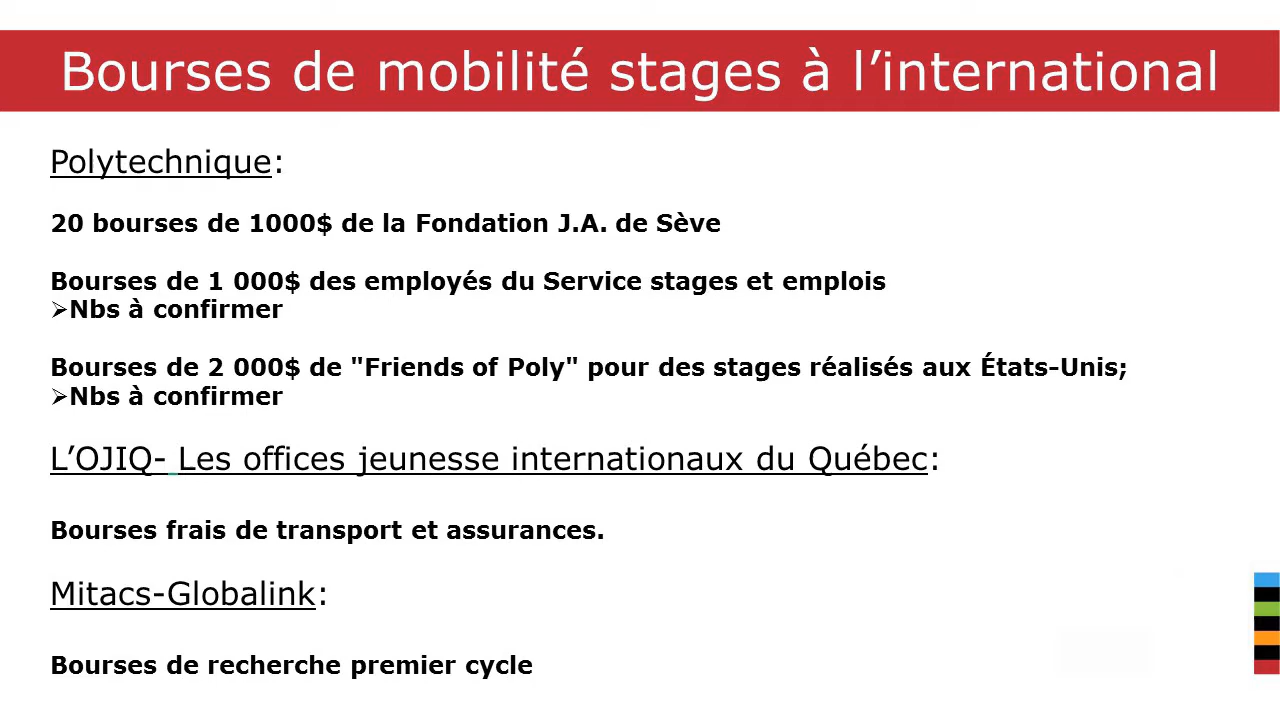 Bourses de mobilité stages à l’international
Polytechnique:
20 bourses de 1000$ de la Fondation J.A. de Sève
Bourses de 1 000$ des employés du Service stages et emplois
➢Nbs à confirmer
Bourses de 2 000$ de "Friends of Poly" pour des stages réalisés aux États-Unis;
➢Nbs à confirmer
L’OJIQ- Les offices jeunesse internationaux du Québec:
Bourses frais de transport et assurances.
Mitacs-Globalink:
Bourses de recherche premier cycle